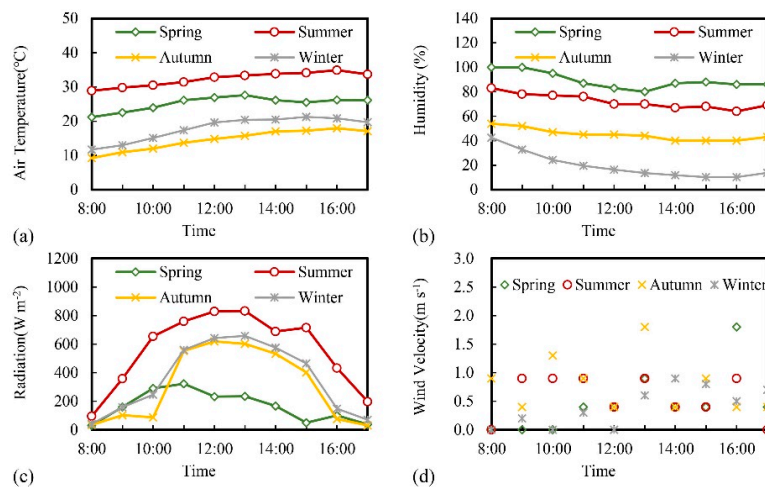 50
40
30
20
10
0
Air Temperature(°C)
Spring
Summer
Autumn
Winter
8:00
10:00
12:00
14:00
16:00
Time
(a)
140
120
100
80
60
40
20
0
Humidity (%)
Spring
Summer
Autumn
Winter
8:00
10:00
12:00
14:00
16:00
Time
(b)
1200
1000
800
600
400
200
0
Radiation(W m⁻²)
Spring
Summer
Autumn
Winter
8:00
10:00
12:00
14:00
16:00
Time
(c)
3.0
2.5
2.0
1.5
1.0
0.5
0.0
Wind Velocity(m s⁻¹)
Spring
Summer
Autumn
Winter
8:00
10:00
12:00
14:00
16:00
Time
(d)